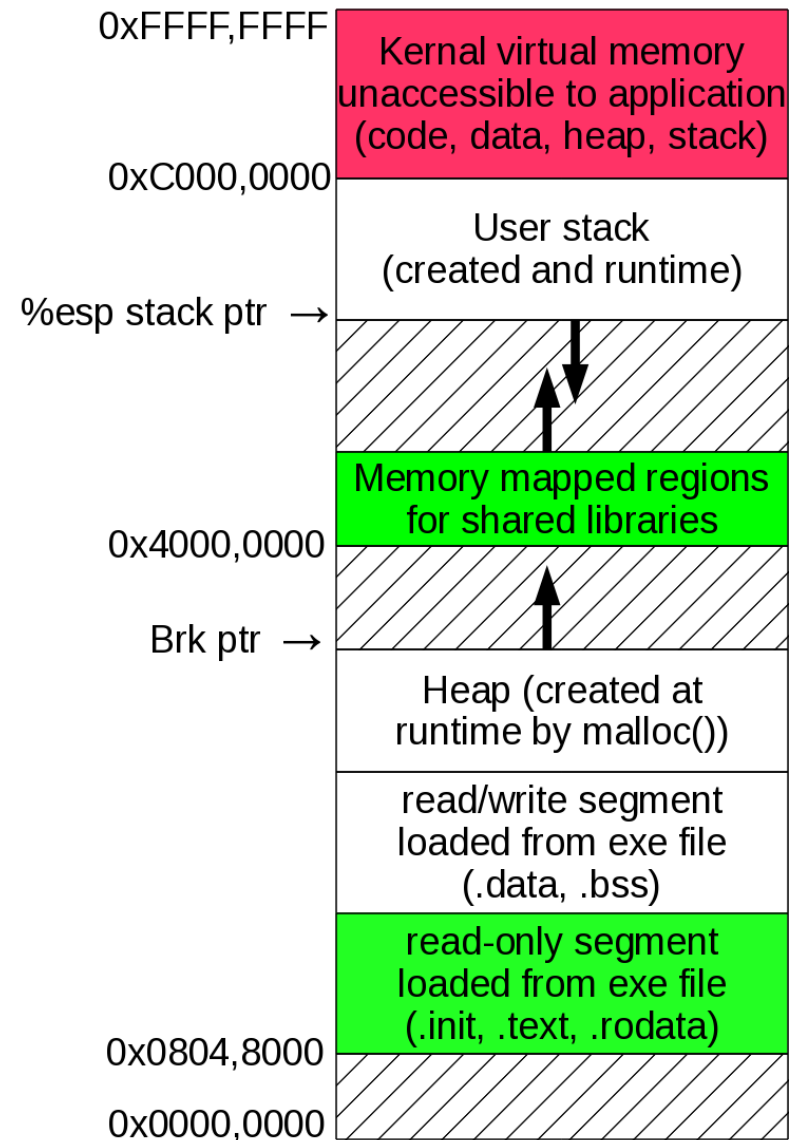 0xFFFF,FFFF
Kernal virtual memory
unaccessible to application
(code, data, heap, stack)
0xC000,0000
User stack
(created and runtime)
%esp stack ptr →
Memory mapped regions
for shared libraries
0x4000,0000
Brk ptr →
Heap (created at
runtime by malloc())
read/write segment
loaded from exe file
(.data, .bss)
read-only segment
loaded from exe file
(.init, .text, .rodata)
0x0804,8000
0x0000,0000